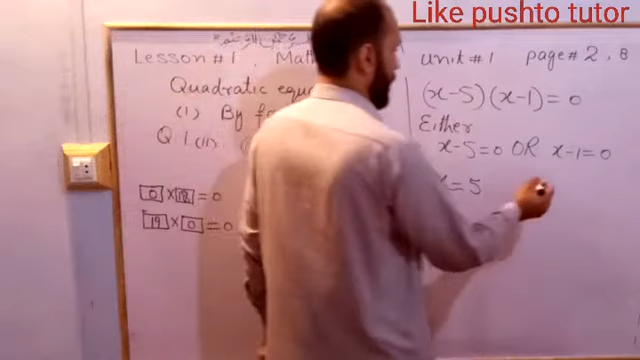 Like pushto tutor
Lesson #1, Math
unit #1 page # 2, 8
Quadratic equ
(1) By
Q.1 (ii)
0 × 18 = 0
19 × 0 = 0
(x-5)(x-1) = 0
Either
x-5=0 OR x-1=0
x=5